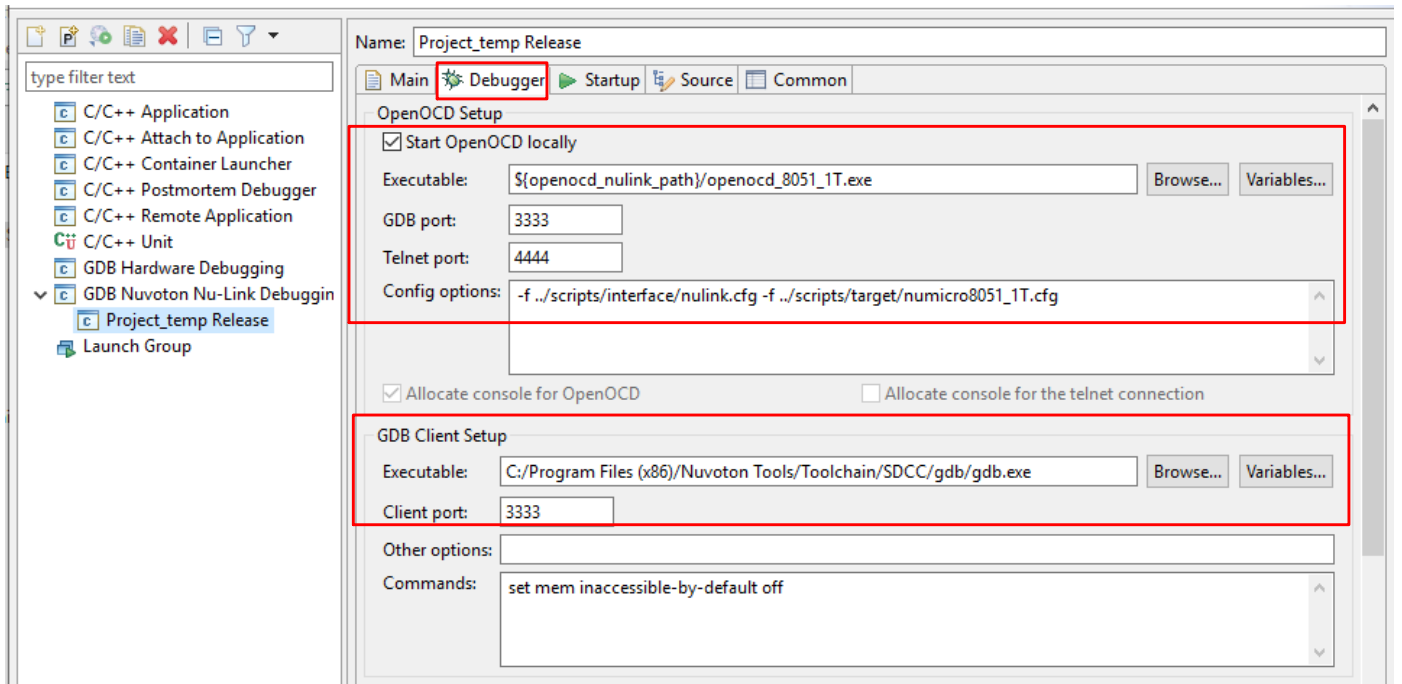 type filter text
C/C++ Application
C/C++ Attach to Application
C/C++ Container Launcher
C/C++ Postmortem Debugger
C/C++ Remote Application
C/C++ Unit
GDB Hardware Debugging
GDB Nuvoton Nu-Link Debuggin
Project_temp Release
Launch Group
Name: Project_temp Release
Main Debugger Startup Source Common
OpenOCD Setup
Start OpenOCD locally
Executable: ${openocd_nulink_path}/openocd_8051_1T.exe Browse... Variables...
GDB port: 3333
Telnet port: 4444
Config options: -f ../scripts/interface/nulink.cfg -f ../scripts/target/numicro8051_1T.cfg
Allocate console for OpenOCD Allocate console for the telnet connection
GDB Client Setup
Executable: C:/Program Files (x86)/Nuvoton Tools/Toolchain/SDCC/gdb/gdb.exe Browse... Variables...
Client port: 3333
Other options:
Commands: set mem inaccessible-by-default off